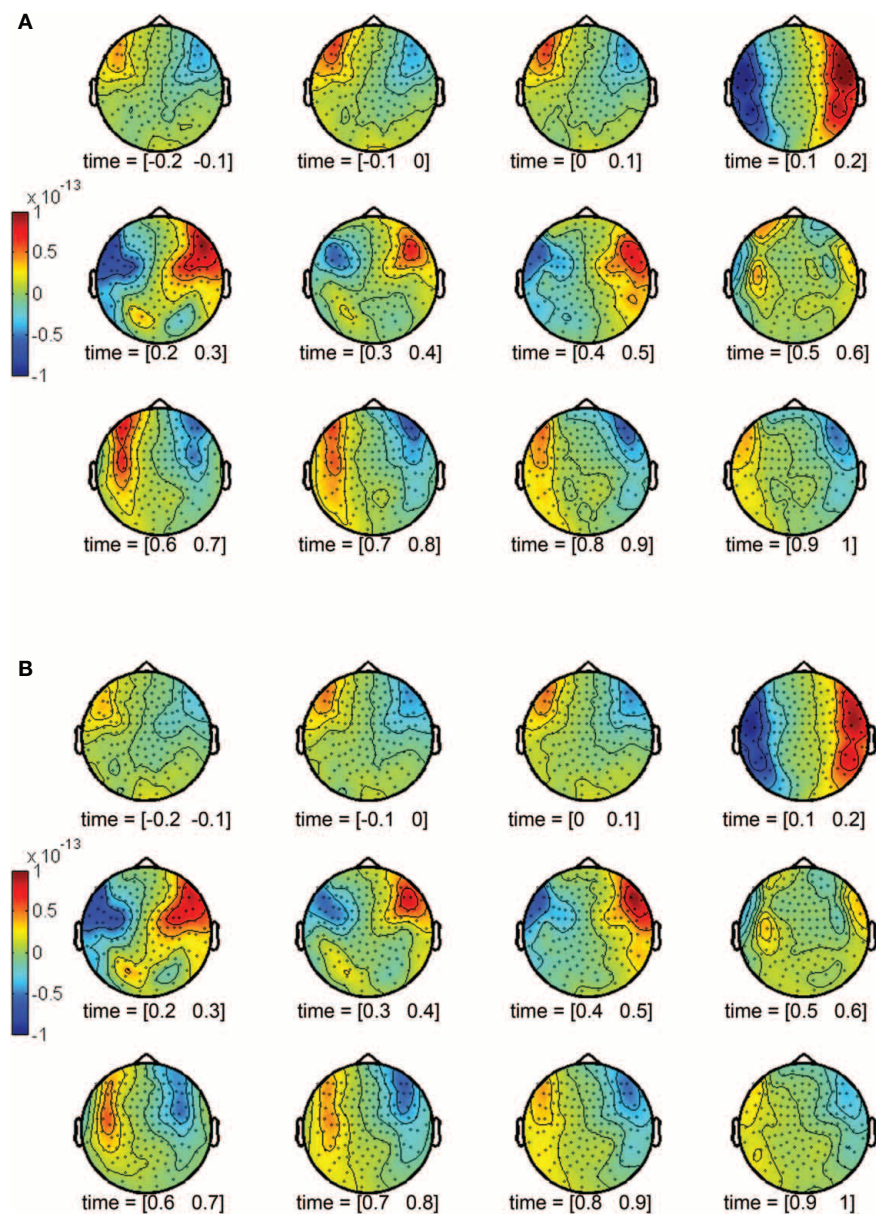 A
time = [-0.2 -0.1] time = [-0.1 0] time = [0 0.1] time = [0.1 0.2]
x 10^-13
1
0.5
0
-0.5
-1
time = [0.2 0.3] time = [0.3 0.4] time = [0.4 0.5] time = [0.5 0.6]
time = [0.6 0.7] time = [0.7 0.8] time = [0.8 0.9] time = [0.9 1]
B
time = [-0.2 -0.1] time = [-0.1 0] time = [0 0.1] time = [0.1 0.2]
x 10^-13
1
0.5
0
-0.5
-1
time = [0.2 0.3] time = [0.3 0.4] time = [0.4 0.5] time = [0.5 0.6]
time = [0.6 0.7] time = [0.7 0.8] time = [0.8 0.9] time = [0.9 1]